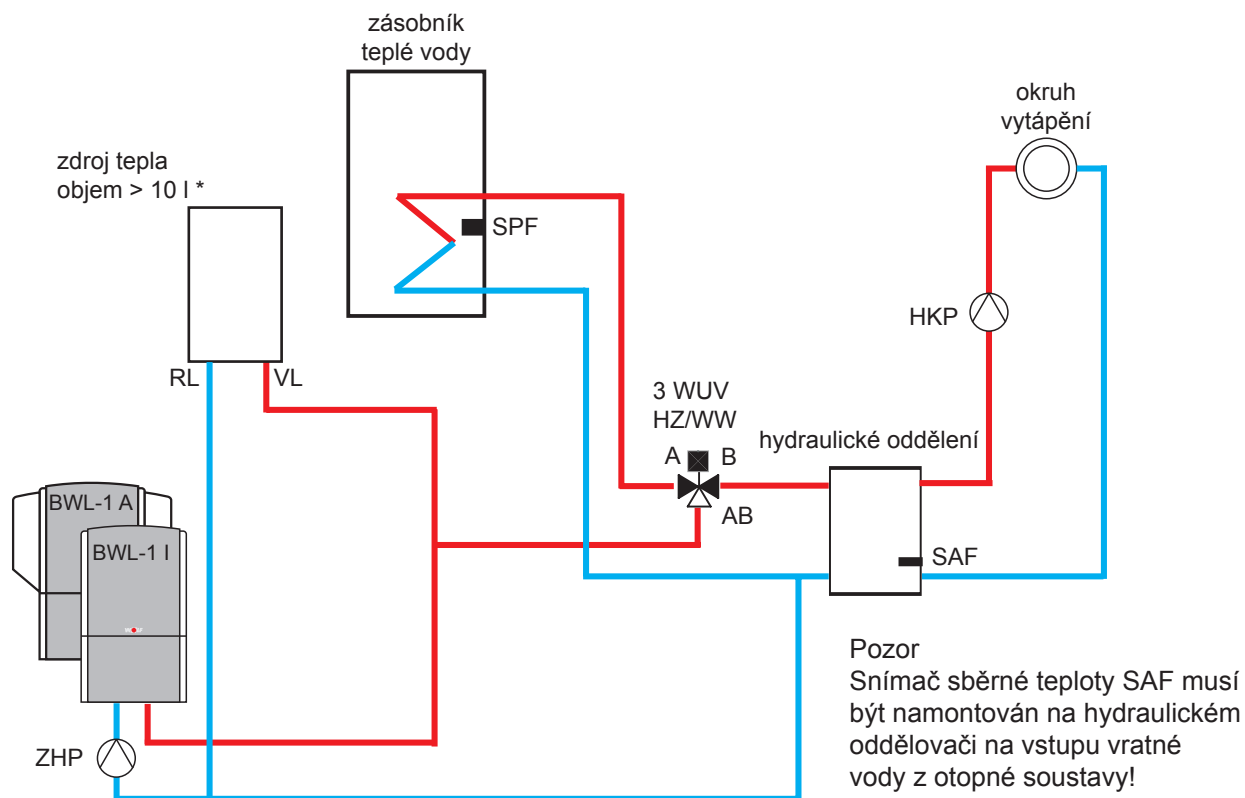 zásobník
teplé vody
okruh
vytápění
zdroj tepla
objem > 10 l *
SPF
HKP
RL
VL
3 WUV
HZ/WW
A
B
AB
hydraulické oddělení
BWL-1 A
BWL-1 I
SAF
ZHP
Pozor
Snímač sběrné teploty SAF musí
být namontován na hydraulickém
oddělovači na vstupu vratné
vody z otopné soustavy!